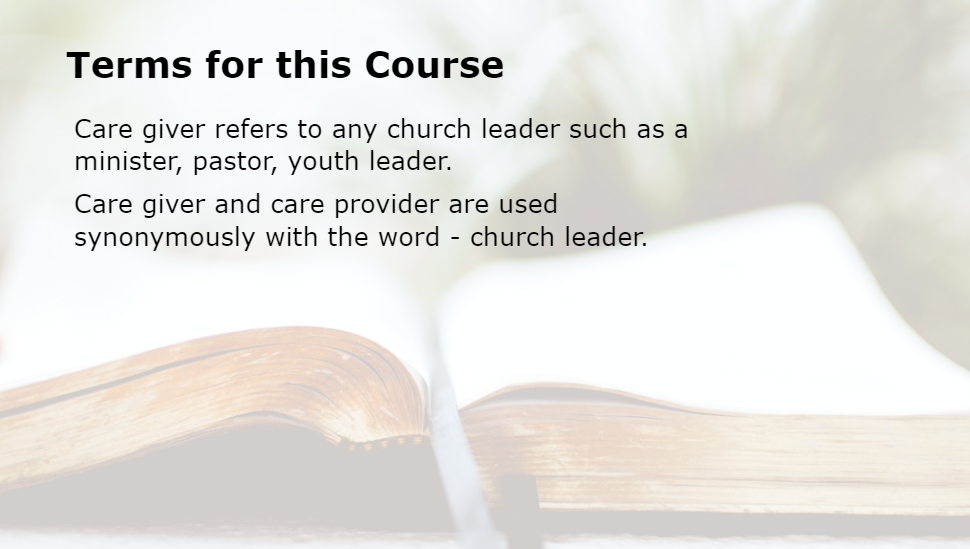 Terms for this Course
Care giver refers to any church leader such as a
minister, pastor, youth leader.
Care giver and care provider are used
synonymously with the word - church leader.